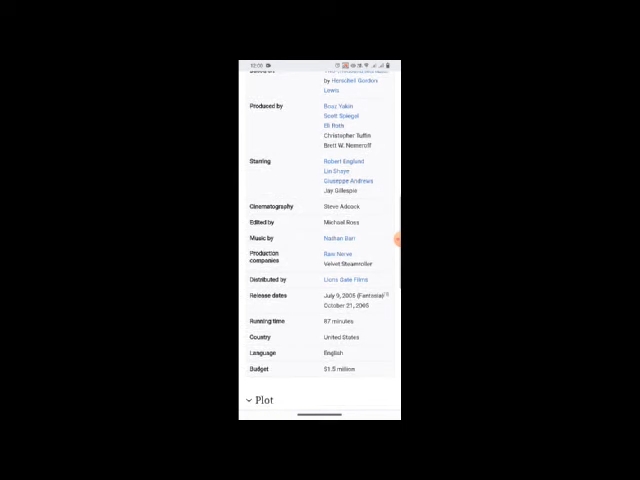 12:00
by Herschell Gordon
Lewis
Produced by
Boaz Yakin
Scott Spiegel
Eli Roth
Christopher Tuffin
Brett W. Nemeroff
Starring
Robert Englund
Lin Shaye
Giuseppe Andrews
Jay Gillespie
Cinematography
Steve Adcock
Edited by
Michael Ross
Music by
Nathan Barr
Production
companies
Raw Nerve
Velvet Steamroller
Distributed by
Lions Gate Films
Release dates
July 9, 2005 (Fantasia)[1]
October 21, 2005
Running time
87 minutes
Country
United States
Language
English
Budget
$1.5 million
Plot